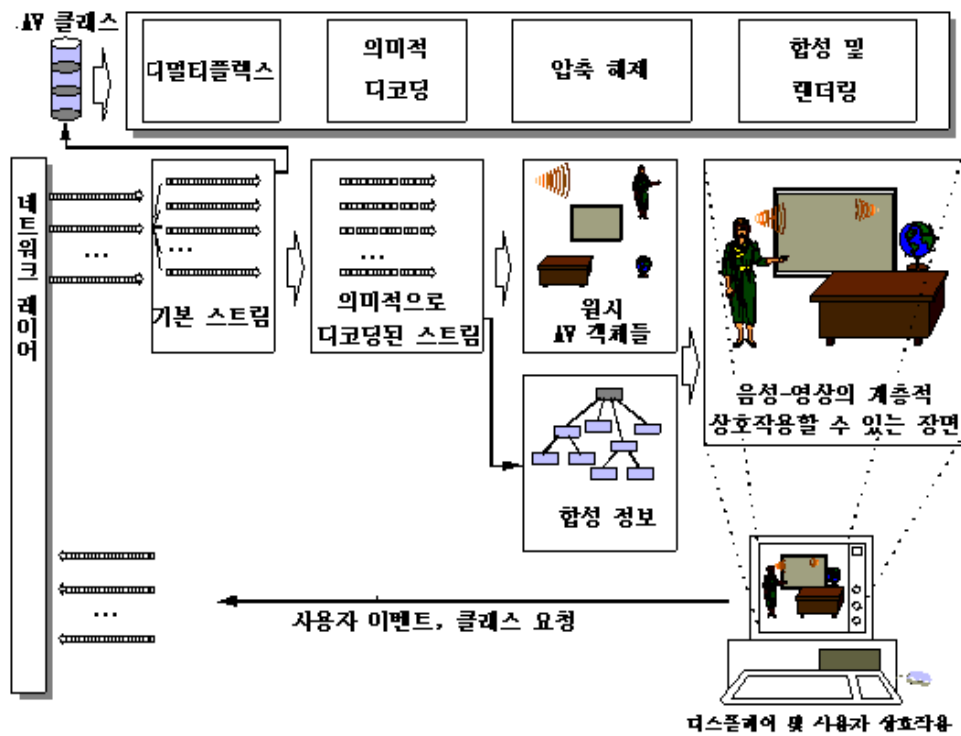 AV 클래스
디멀티플렉스
의미적
디코딩
압축 해제
합성 및
랜더링
네트워크 레이어
...
...
기본 스트림
...
의미적으로
디코딩된 스트림
원시
AV 객체들
음성-영상의 계층적
상호작용할 수 있는 장면
합성 정보
...
사용자 이벤트, 클래스 요청
디스플레이 및 사용자 상호작용